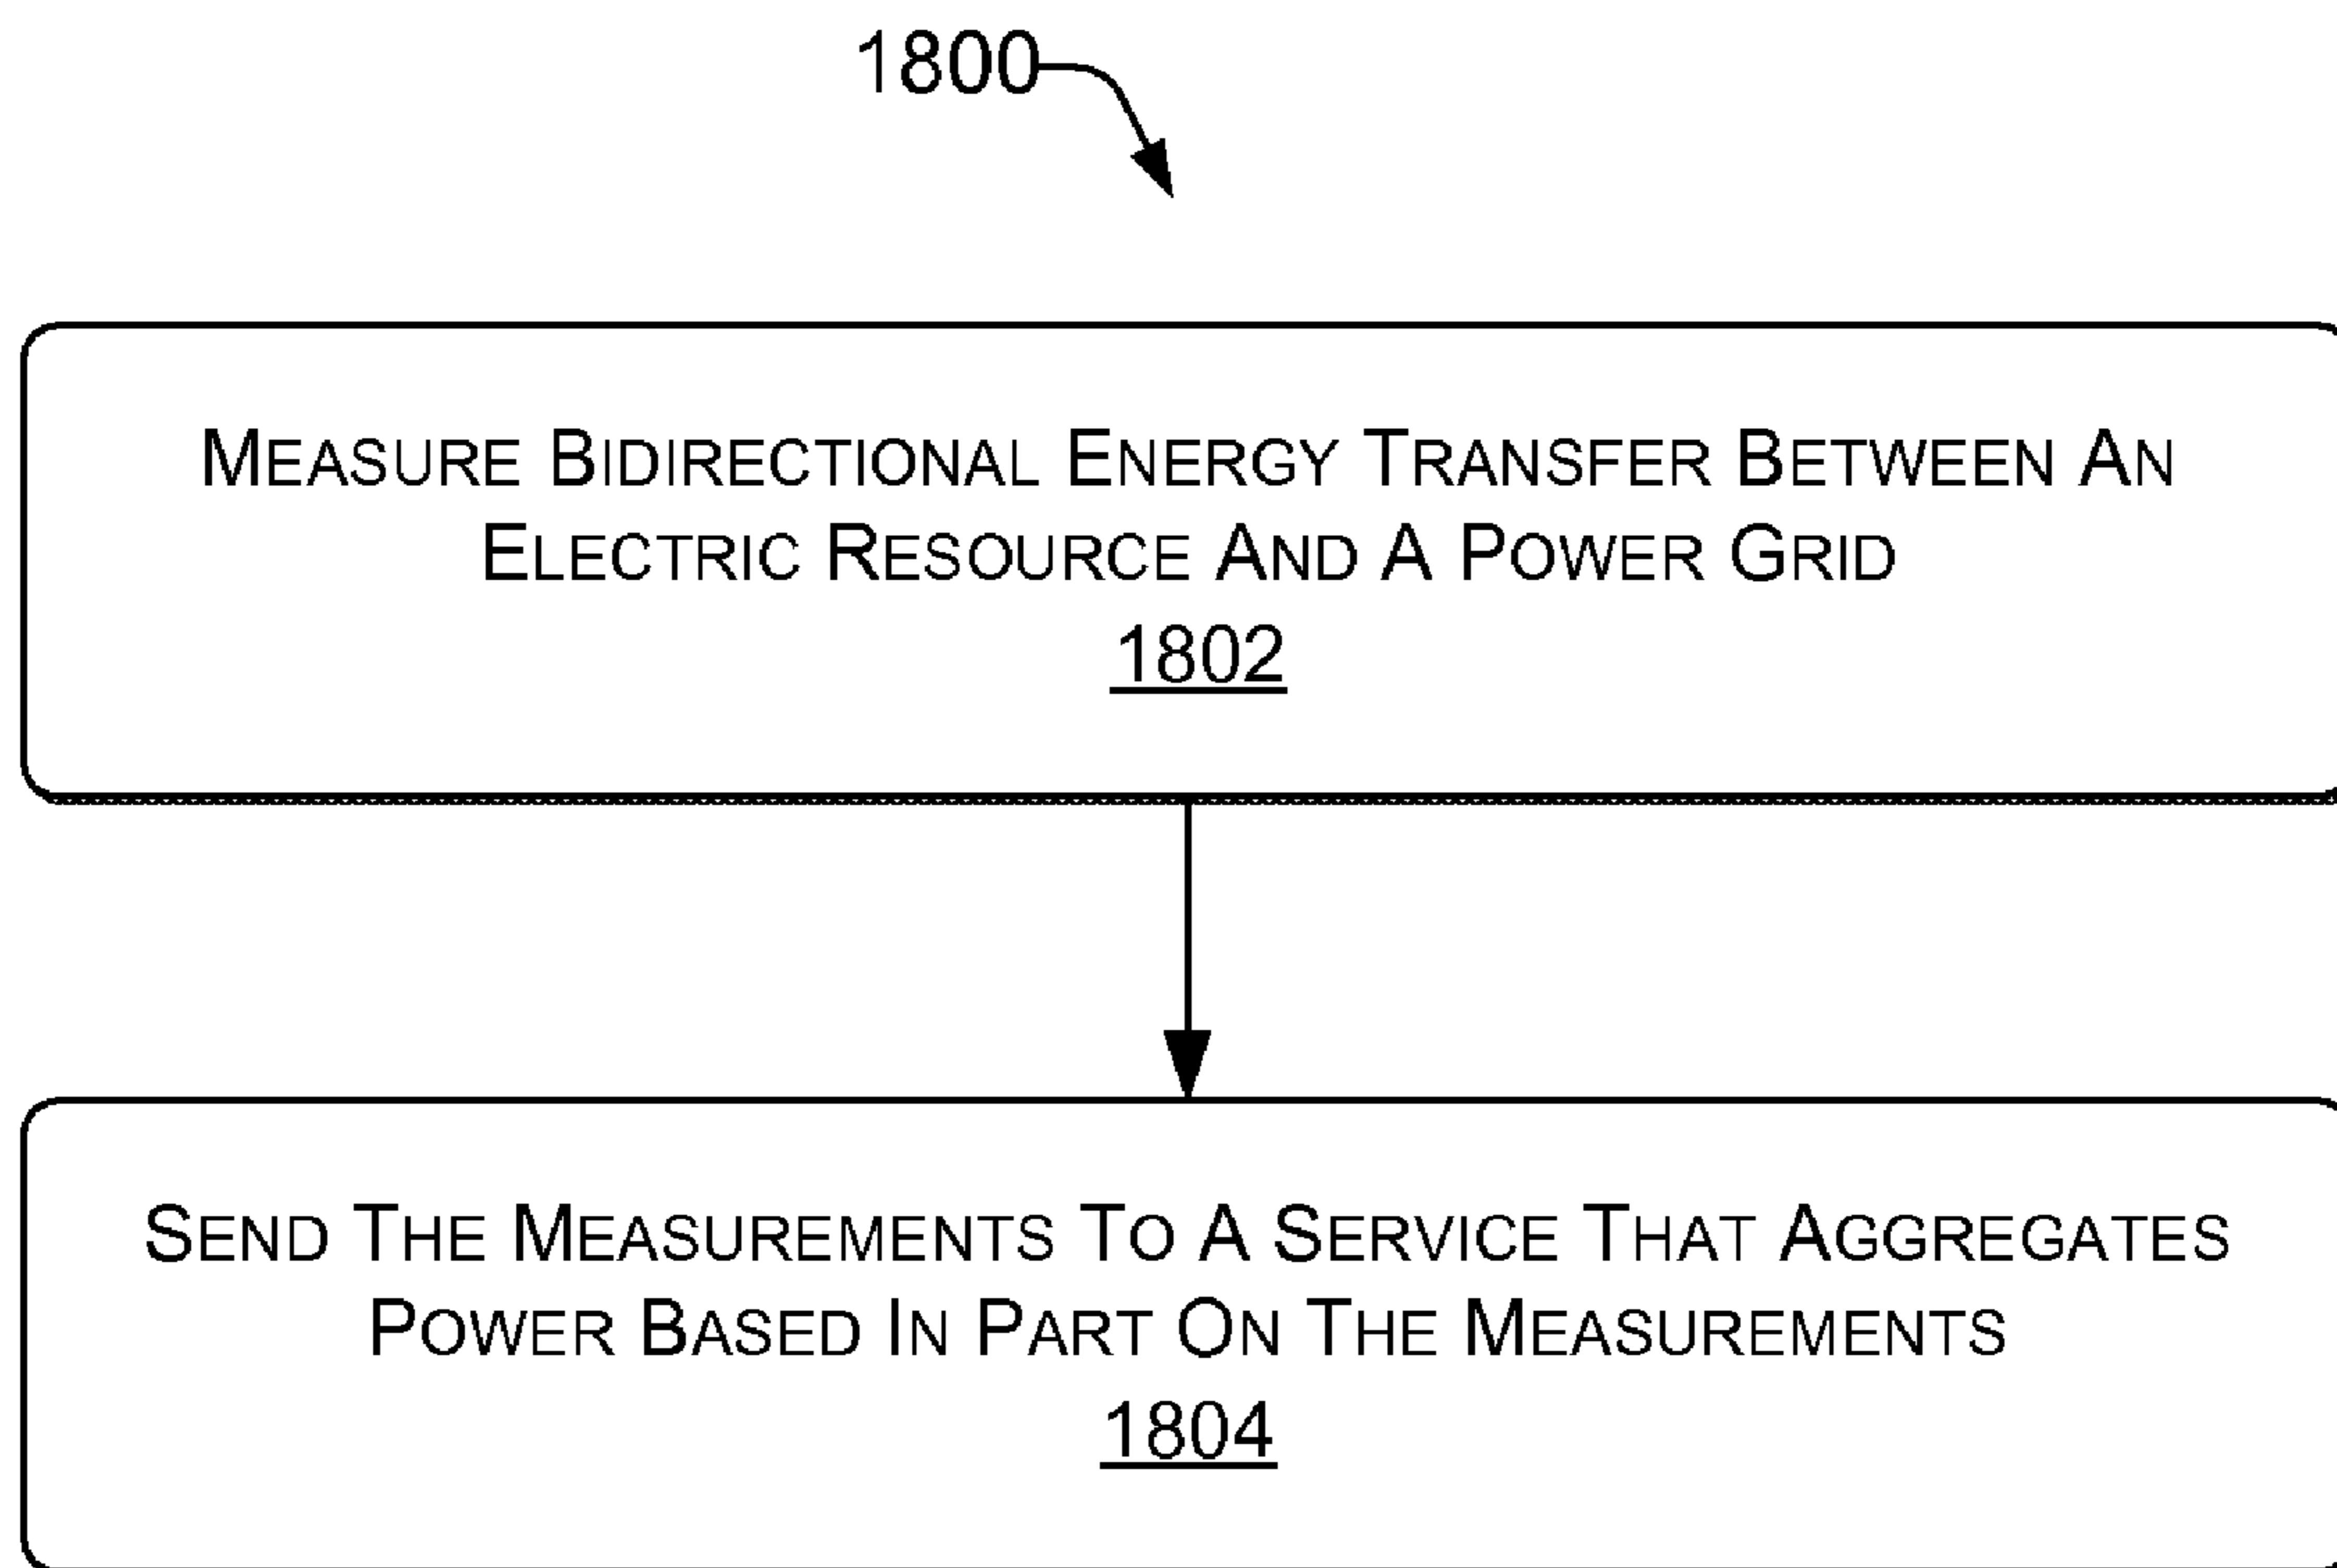 1800
MEASURE BIDIRECTIONAL ENERGY TRANSFER BETWEEN AN
ELECTRIC RESOURCE AND A POWER GRID
1802
SEND THE MEASUREMENTS TO A SERVICE THAT AGGREGATES
POWER BASED IN PART ON THE MEASUREMENTS
1804